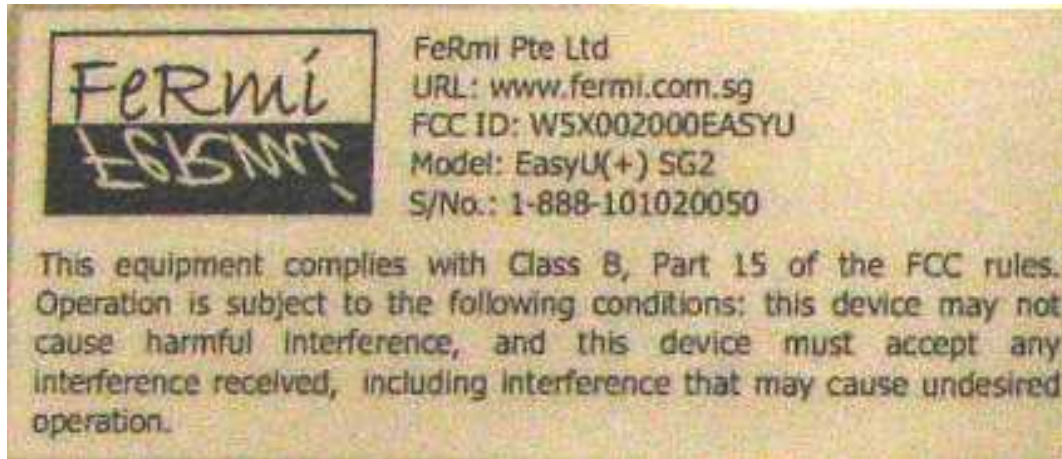 FeRmi
FeRmi
FeRmi Pte Ltd
URL: www.fermi.com.sg
FCC ID: W5X002000EASYU
Model: EasyU(+) SG2
S/No.: 1-888-101020050
This equipment complies with Class B, Part 15 of the FCC rules.
Operation is subject to the following conditions: this device may not
cause harmful interference, and this device must accept any
interference received, including interference that may cause undesired
operation.